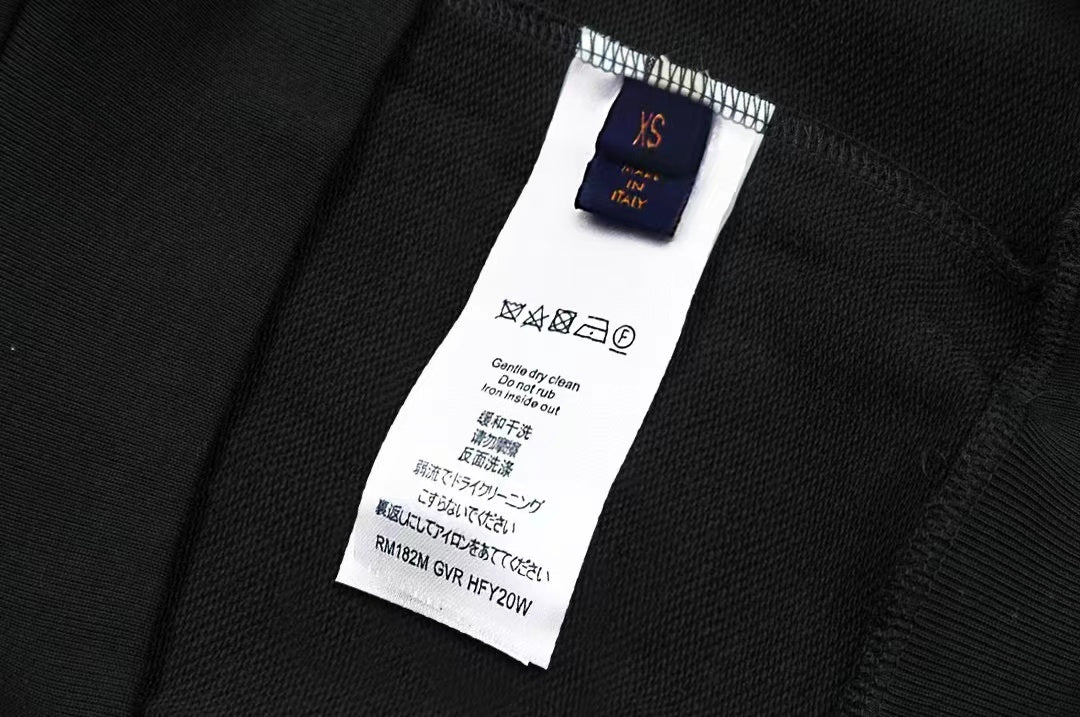 XS
MADE
IN
ITALY
F
Gentle dry clean
Do not rub
Iron inside out
缓和干洗
请勿摩擦
反面洗涤
弱流でドライクリーニング
こすらないでください
裏返しにしてアイロンをあててください
RM182M GVR HFY20W